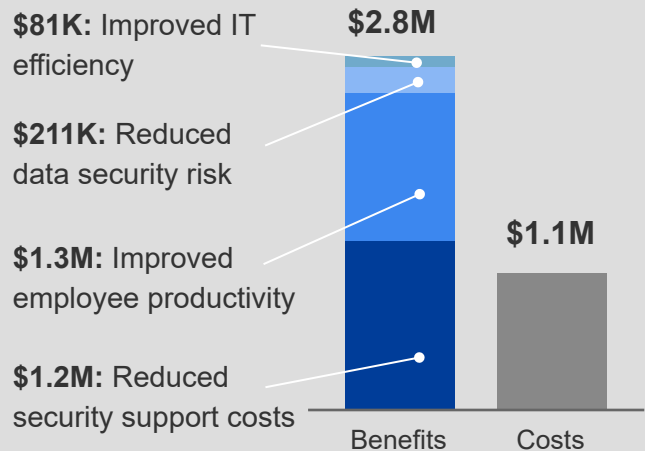 $81K: Improved IT
efficiency
$2.8M
$211K: Reduced
data security risk
$1.3M: Improved
employee productivity
$1.1M
$1.2M: Reduced
security support costs
Benefits
Costs